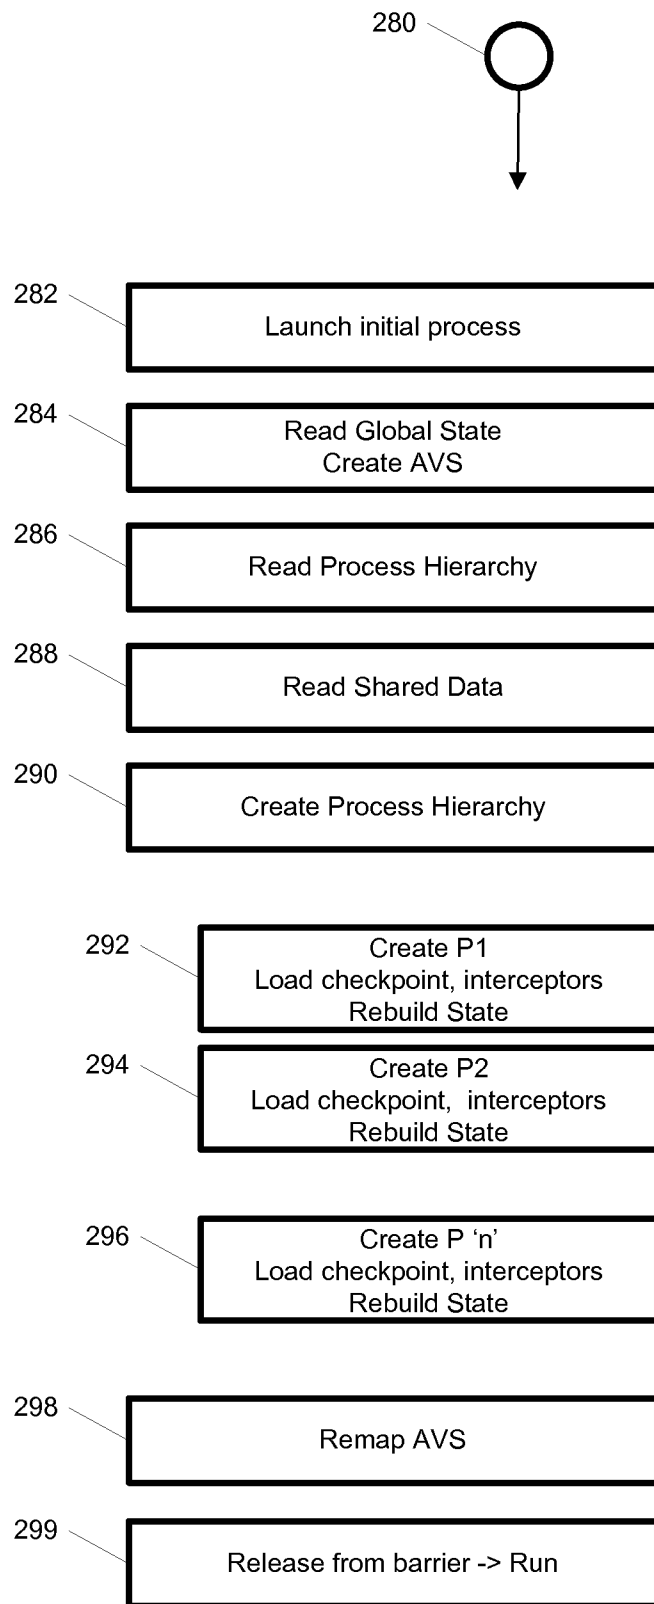 280
282
Launch initial process
284
Read Global State
Create AVS
286
Read Process Hierarchy
288
Read Shared Data
290
Create Process Hierarchy
292
Create P1
Load checkpoint, interceptors
Rebuild State
294
Create P2
Load checkpoint,  interceptors
Rebuild State
296
Create P ‘n’
Load checkpoint, interceptors
Rebuild State
298
Remap AVS
299
Release from barrier -> Run